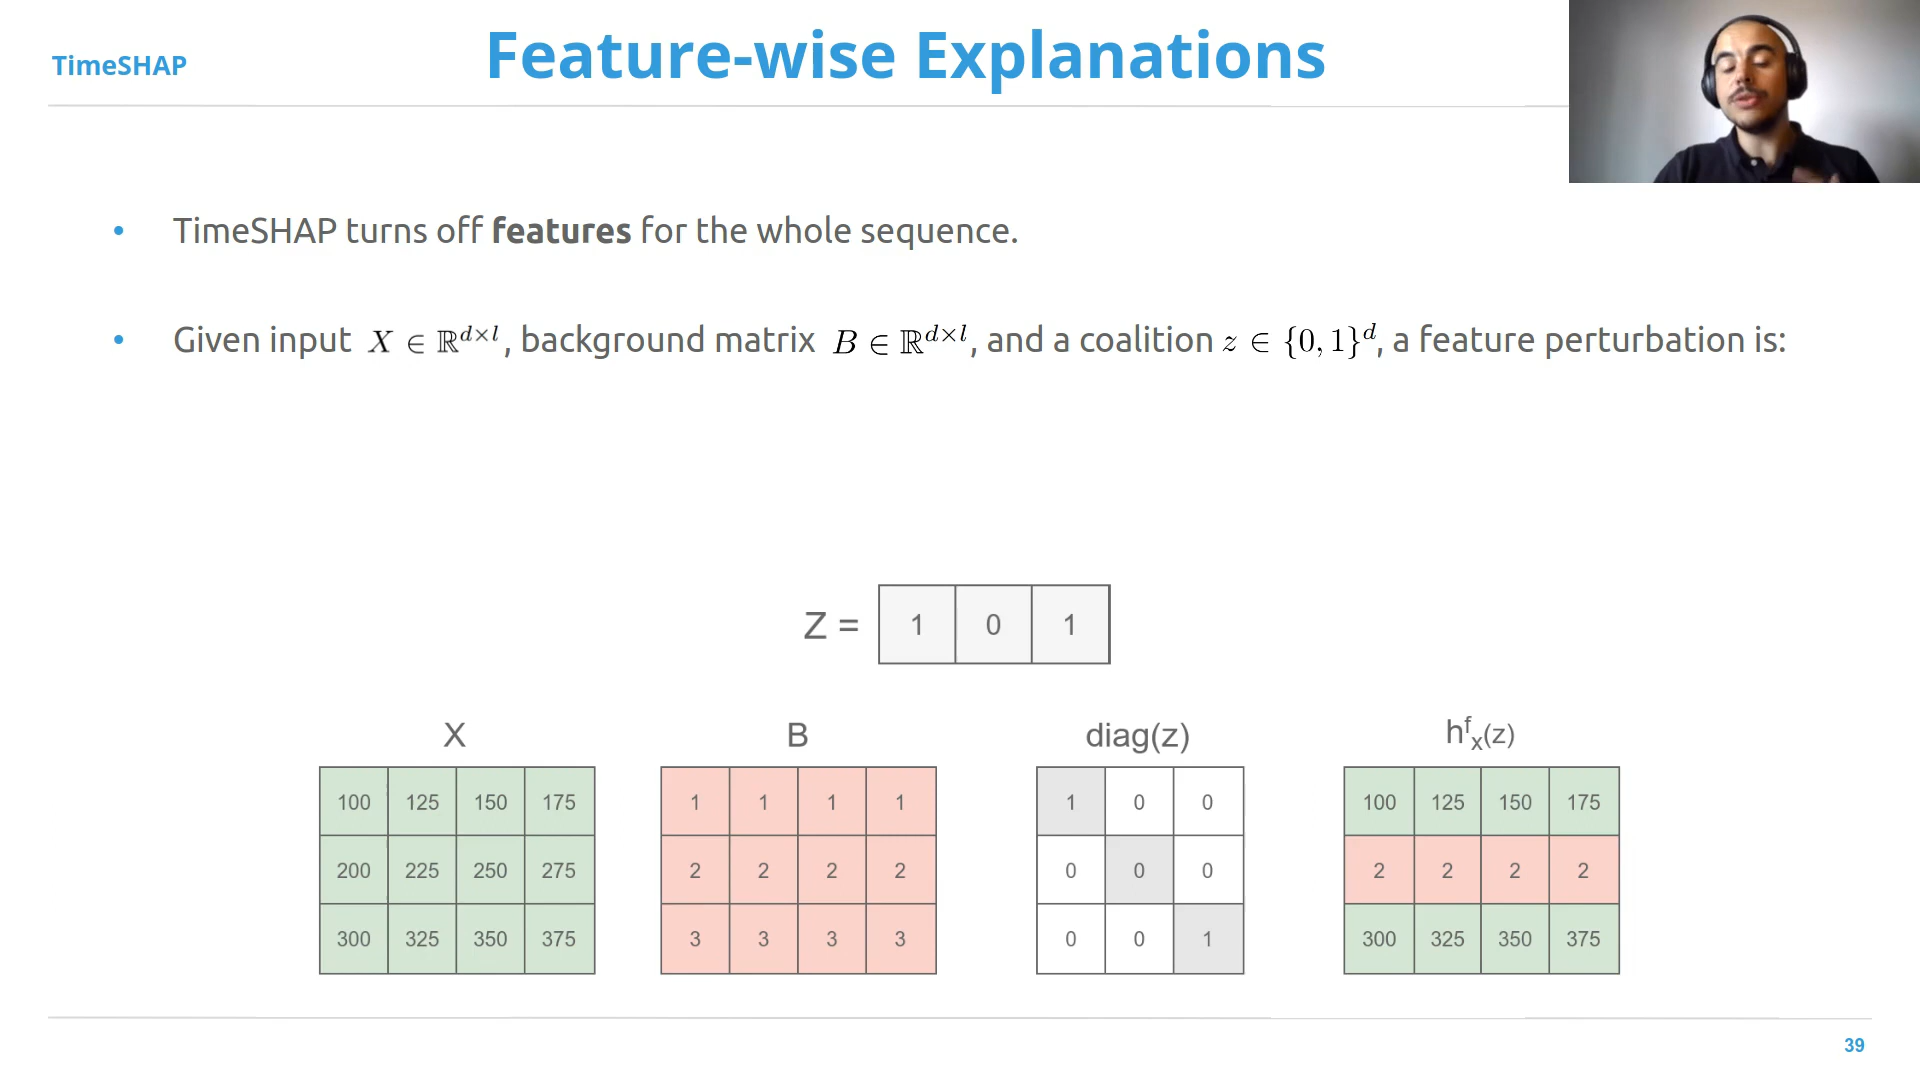 TimeSHAP
Feature-wise Explanations
• TimeSHAP turns off features for the whole sequence.
• Given input X ∈ ℝ^{d×l}, background matrix B ∈ ℝ^{d×l}, and a coalition z ∈ {0, 1}^d, a feature perturbation is:
Z = 1 0 1
X B diag(z) h^f_x(z)
100 125 150 175 1 1 1 1 1 0 0 100 125 150 175
200 225 250 275 2 2 2 2 0 0 0 2 2 2 2
300 325 350 375 3 3 3 3 0 0 1 300 325 350 375
39